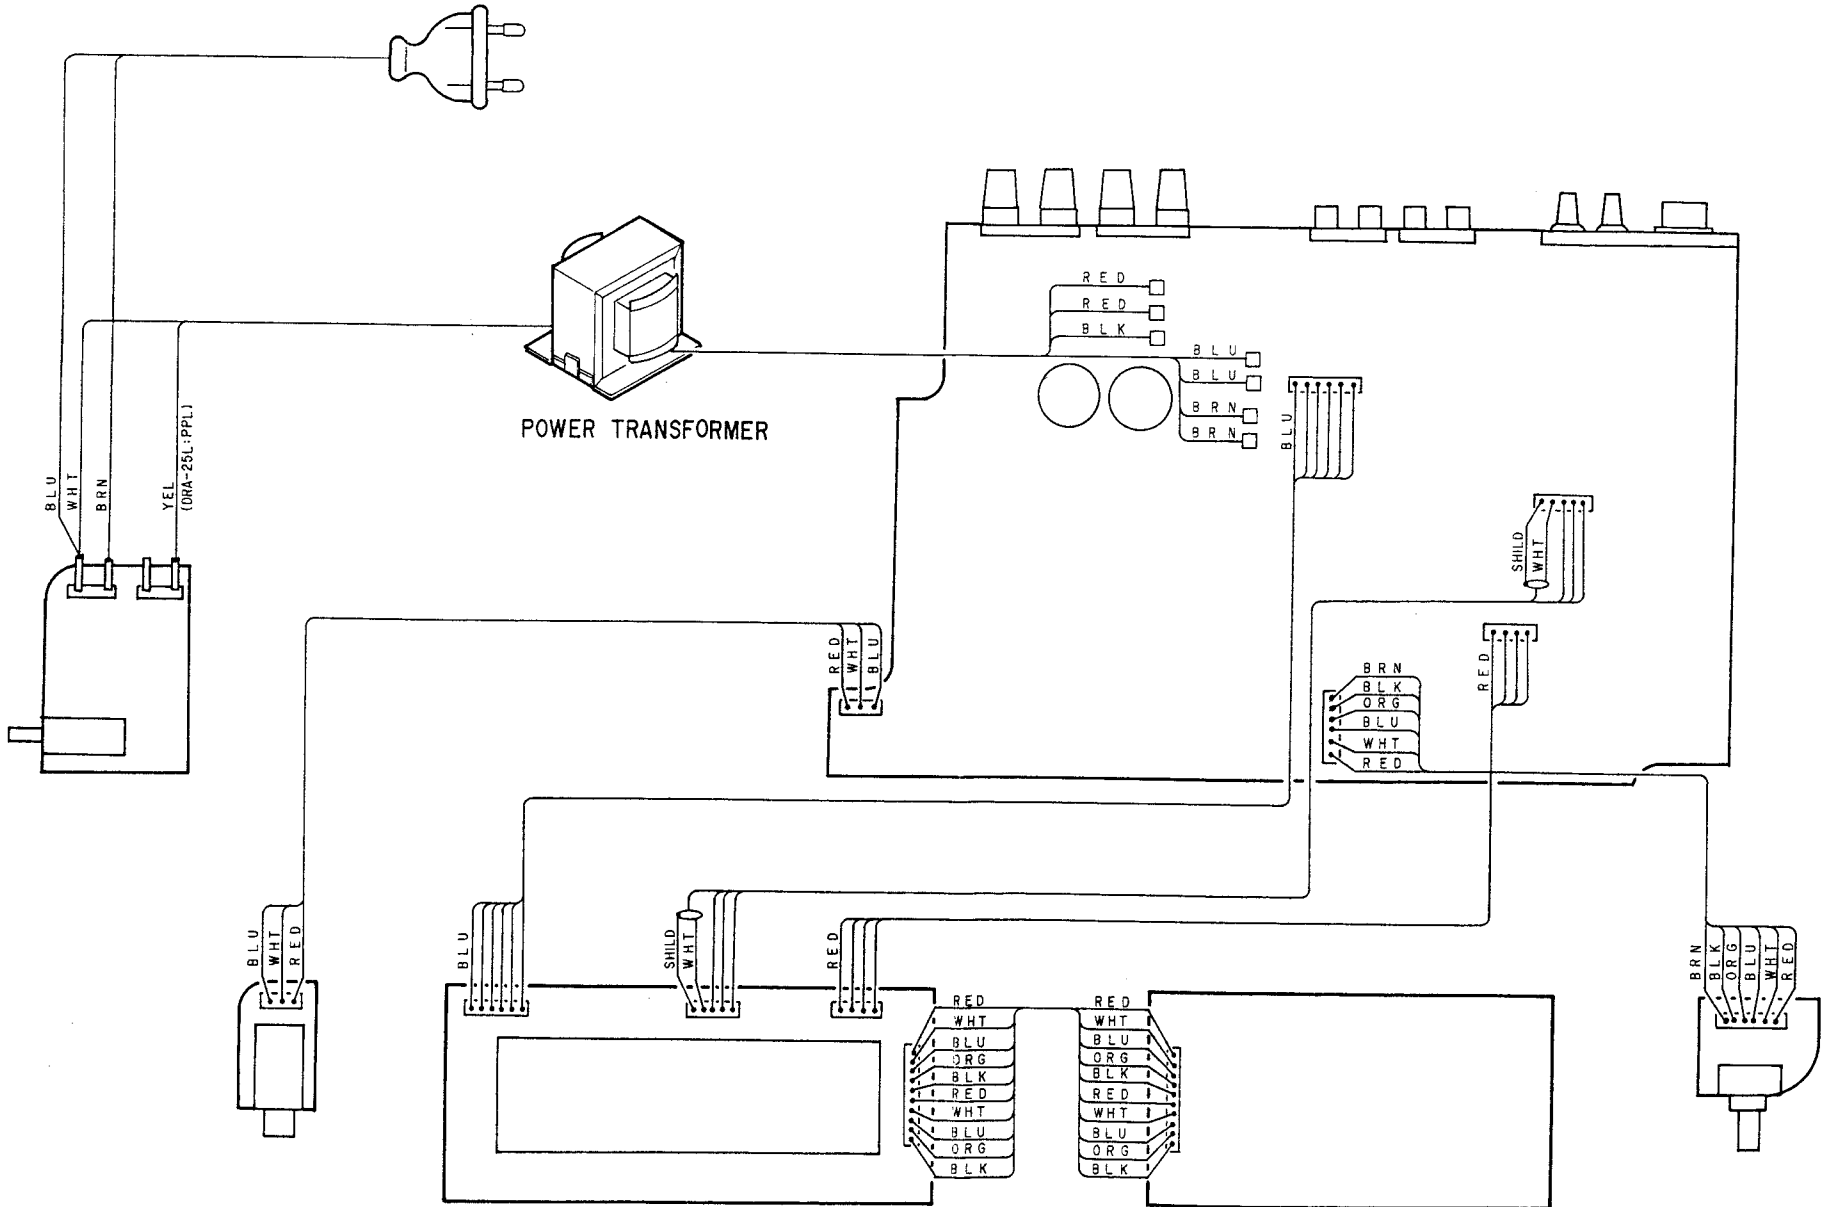 RED
RED
BLK
BLU
BLU
BRN
BRN
POWER TRANSFORMER
BLU
WHT
BRN
YEL
(DRA-25L:PPL)
BLU
SHILD
WHT
RED
WHT
BLU
RED
BRN
BLK
ORG
BLU
WHT
RED
BLU
WHT
RED
BLU
SHILD
WHT
RED
BRN
BLK
ORG
BLU
WHT
RED
RED
WHT
BLU
ORG
BLK
RED
WHT
BLU
ORG
BLK
RED
WHT
BLU
ORG
BLK
RED
WHT
BLU
ORG
BLK